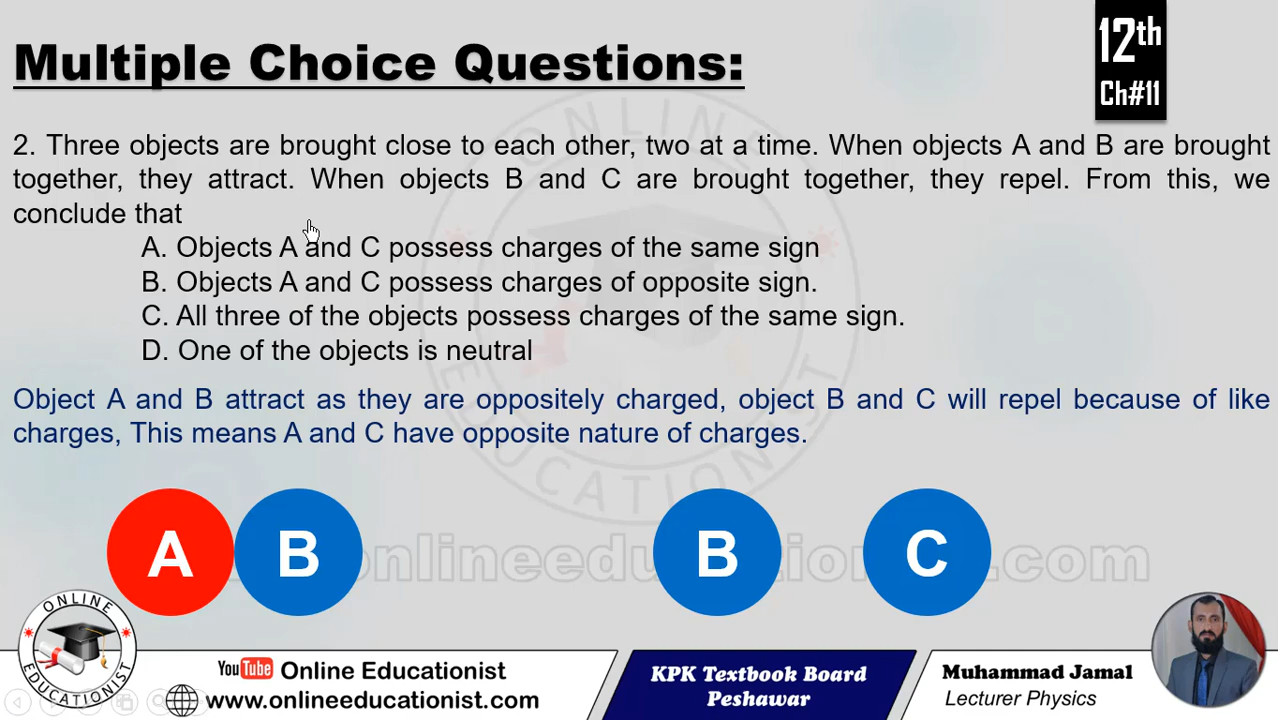 Multiple Choice Questions:
12th
Ch#11
2. Three objects are brought close to each other, two at a time. When objects A and B are brought
together, they attract. When objects B and C are brought together, they repel. From this, we
conclude that
A. Objects A and C possess charges of the same sign
B. Objects A and C possess charges of opposite sign.
C. All three of the objects possess charges of the same sign.
D. One of the objects is neutral
Object A and B attract as they are oppositely charged, object B and C will repel because of like
charges, This means A and C have opposite nature of charges.
A B B C
onlineeducationist.com
ONLINE
EDUCATIONIST
ONLINE
EDUCATIONIST
YouTube Online Educationist
www.onlineeducationist.com
KPK Textbook Board
Peshawar
Muhammad Jamal
Lecturer Physics